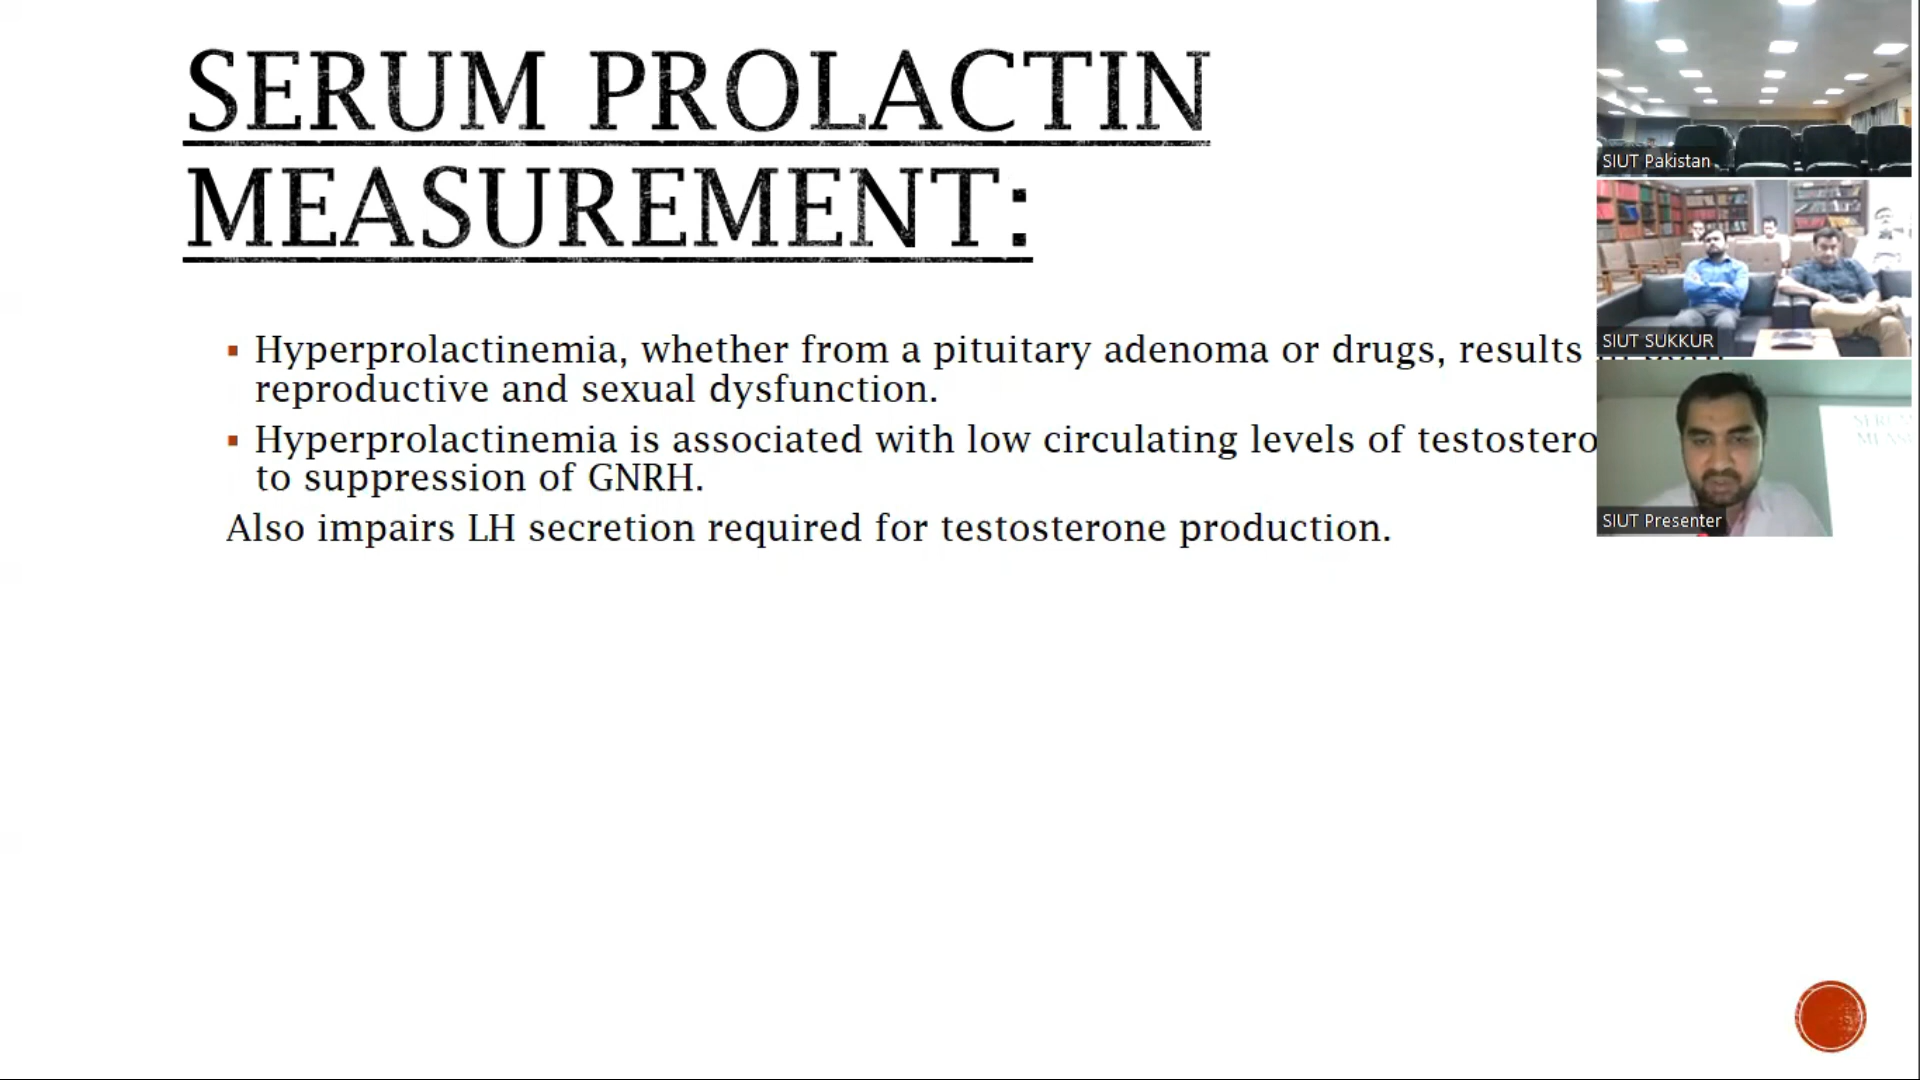 SERUM PROLACTIN
MEASUREMENT:
Hyperprolactinemia, whether from a pituitary adenoma or drugs, results
reproductive and sexual dysfunction.
Hyperprolactinemia is associated with low circulating levels of testostero
to suppression of GNRH.
Also impairs LH secretion required for testosterone production.
SIUT Pakistan
SIUT SUKKUR
SIUT Presenter